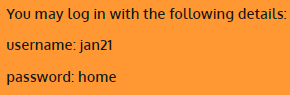 You may log in with the following details:
username: jan21
password: home